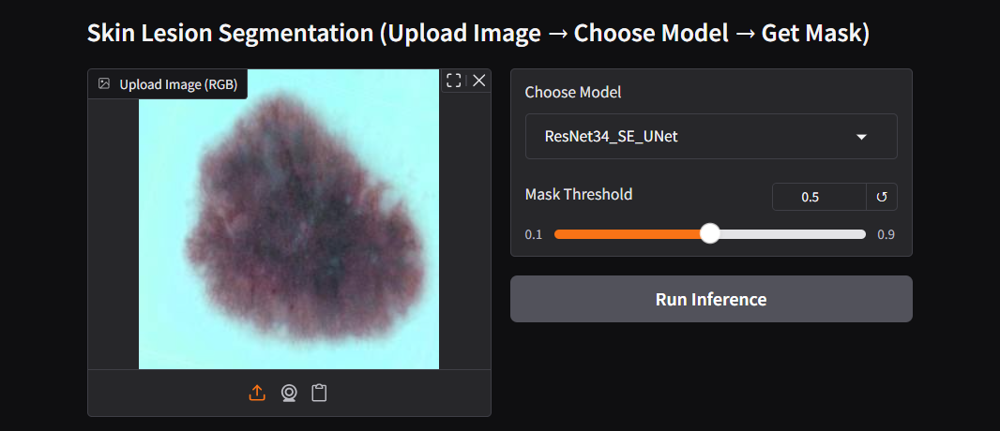 Skin Lesion Segmentation (Upload Image → Choose Model → Get Mask)
Upload Image (RGB)
Choose Model
ResNet34_SE_UNet
Mask Threshold
0.5
0.1
0.9
Run Inference